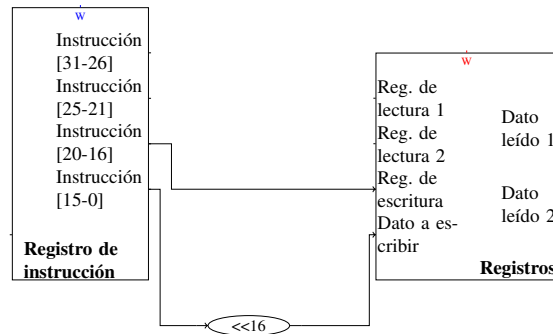 W
Instrucción
[31-26]
Instrucción
[25-21]
Instrucción
[20-16]
Instrucción
[15-0]
Registro de
instrucción
<<16
W
Reg. de
lectura 1
Reg. de
lectura 2
Reg. de
escritura
Dato a es-
cribir
Dato
leído 1
Dato
leído 2
Registros